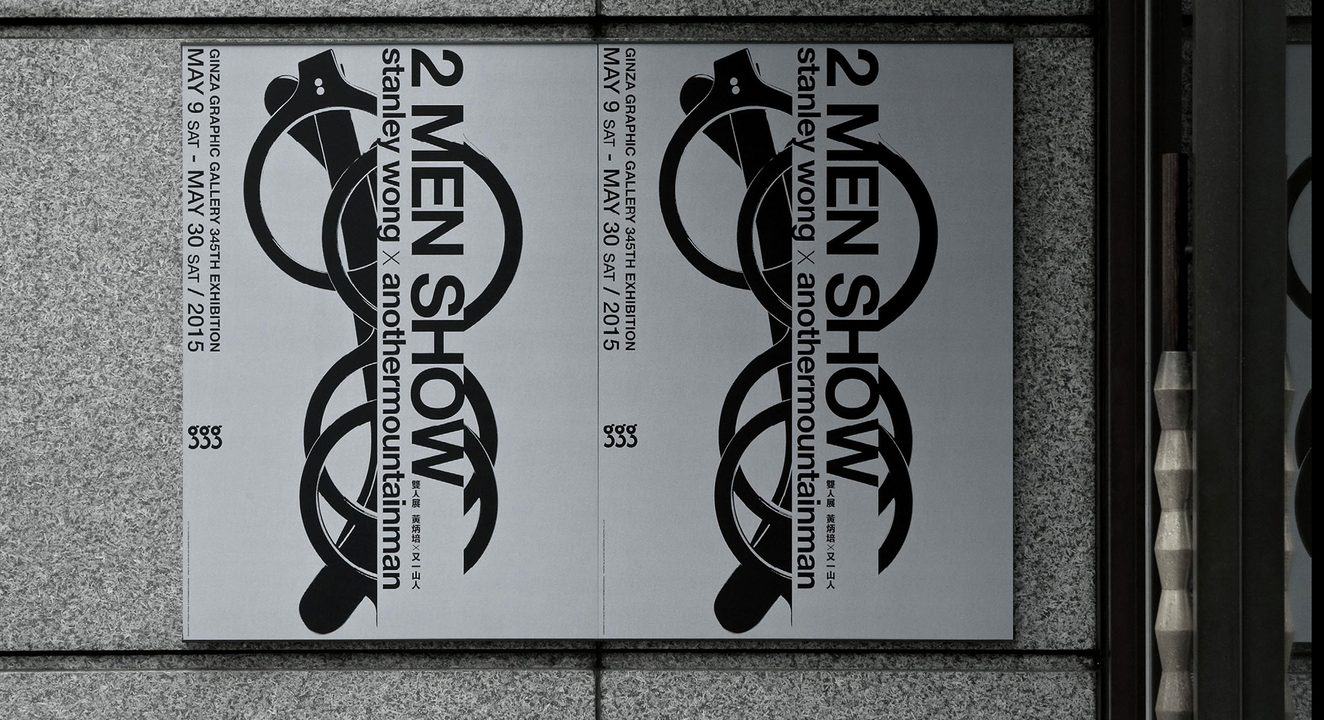 2 MEN SHOW
雙人展 黃炳培×又一山人
stanley wong × anothermountainman
GINZA GRAPHIC GALLERY 345TH EXHIBITION
MAY 9 SAT - MAY 30 SAT / 2015
ggg
2 MEN SHOW
雙人展 黃炳培×又一山人
stanley wong × anothermountainman
GINZA GRAPHIC GALLERY 345TH EXHIBITION
MAY 9 SAT - MAY 30 SAT / 2015
ggg